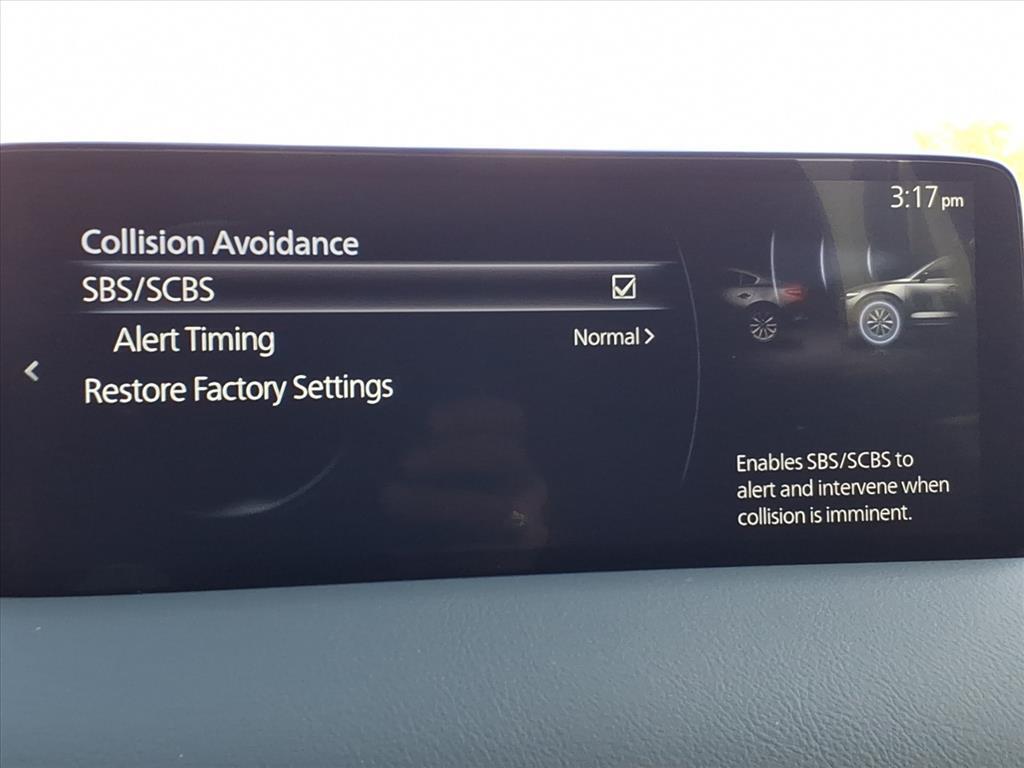 3:17 pm
Collision Avoidance
SBS/SCBS
Alert Timing Normal >
Restore Factory Settings
Enables SBS/SCBS to
alert and intervene when
collision is imminent.